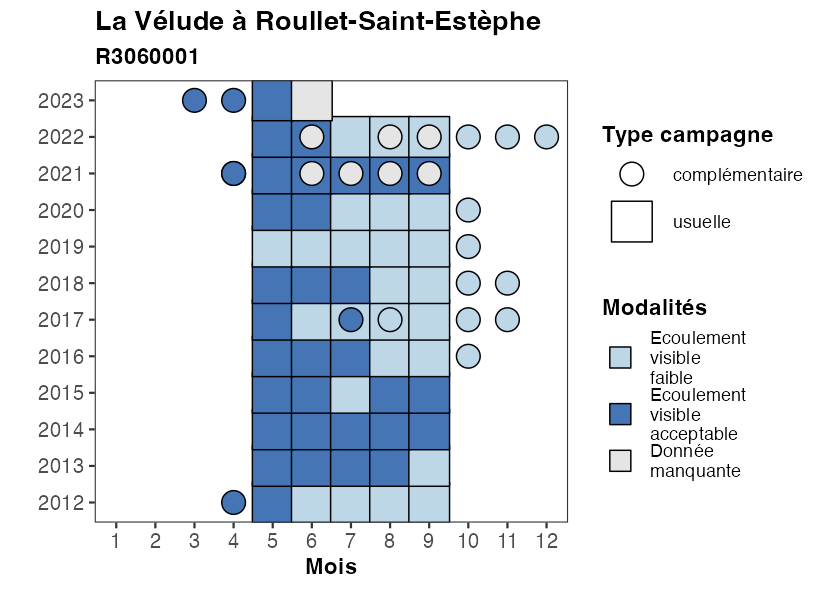 La Vélude à Roullet-Saint-Estèphe
R3060001
2023
2022
2021
2020
2019
2018
2017
2016
2015
2014
2013
2012
1 2 3 4 5 6 7 8 9 10 11 12
Mois
Type campagne
complémentaire
usuelle
Modalités
Ecoulement
visible
faible
Ecoulement
visible
acceptable
Donnée
manquante